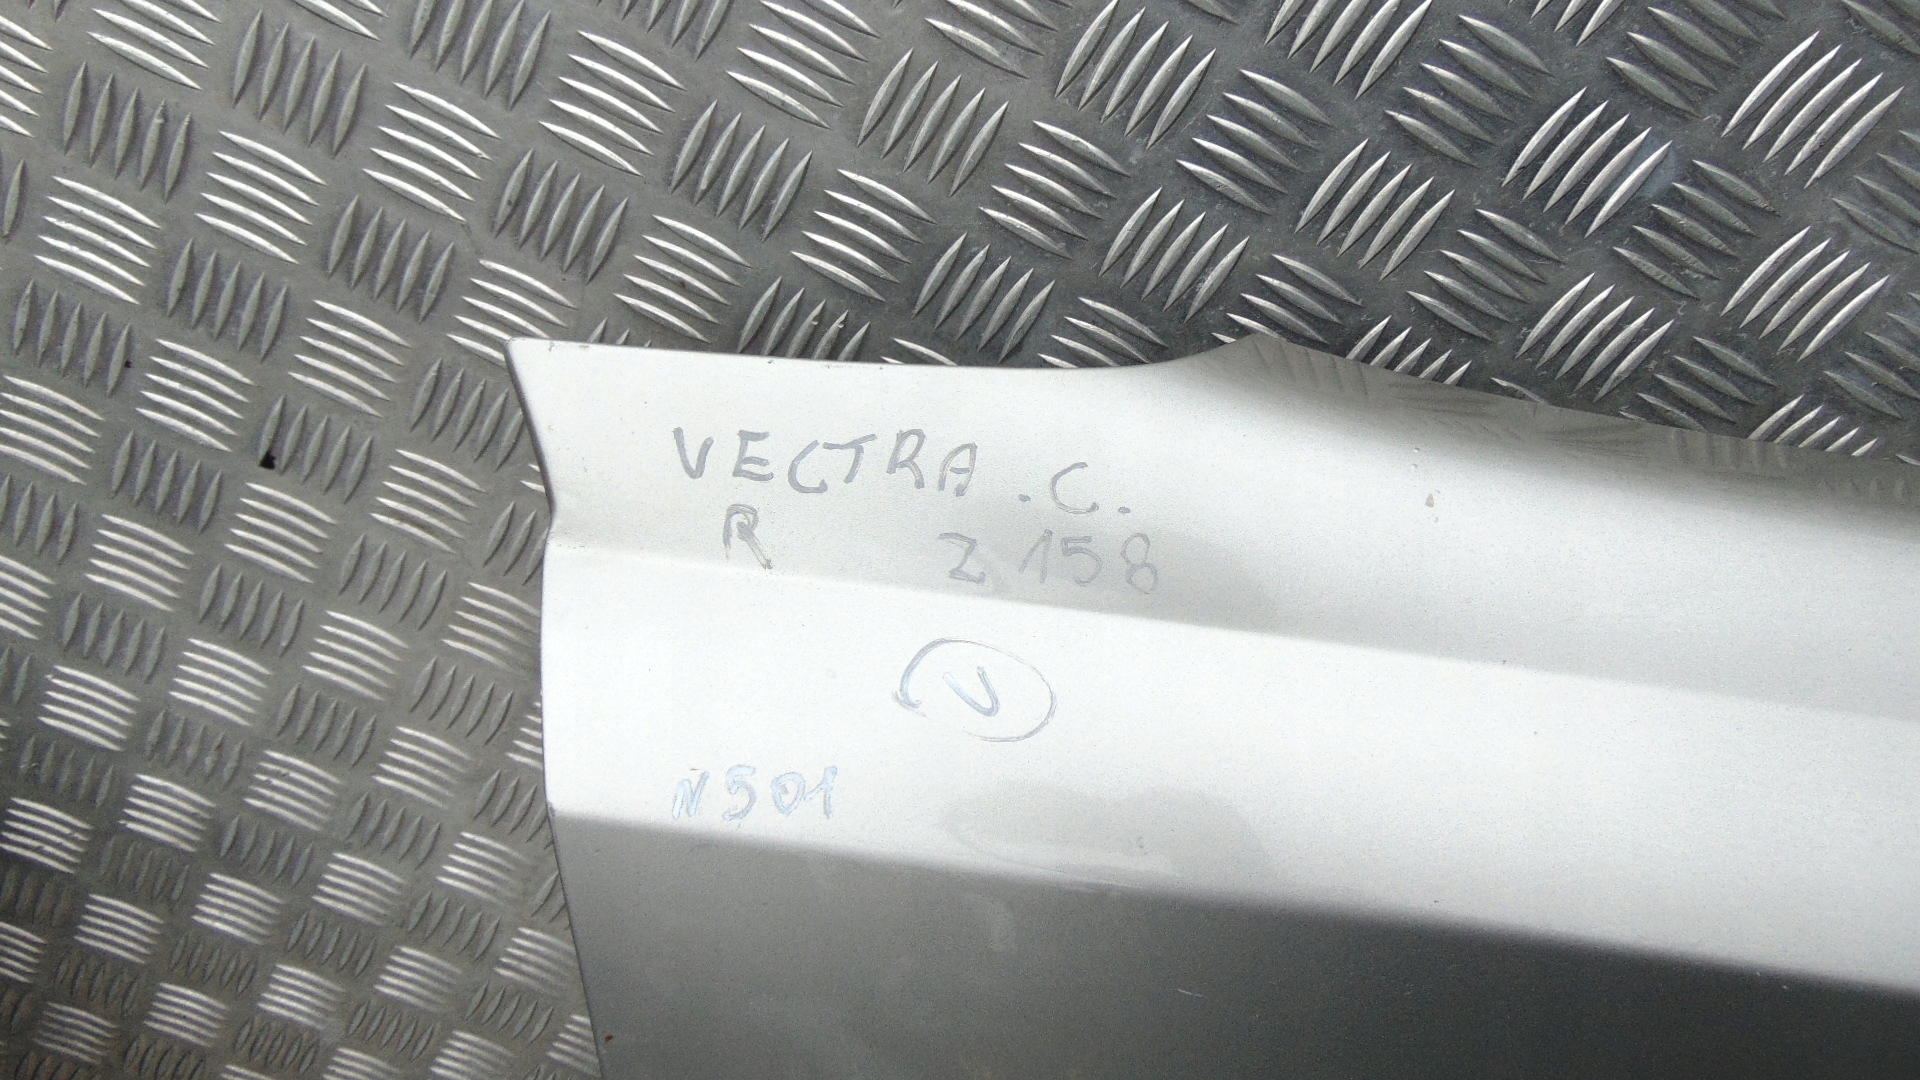 VECTRA.C.
R Z158
V
N501